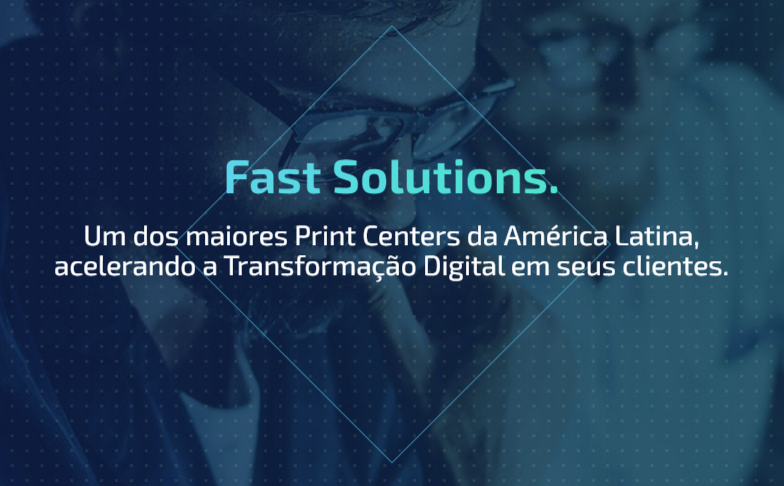 Fast Solutions.
Um dos maiores Print Centers da América Latina,
acelerando a Transformação Digital em seus clientes.